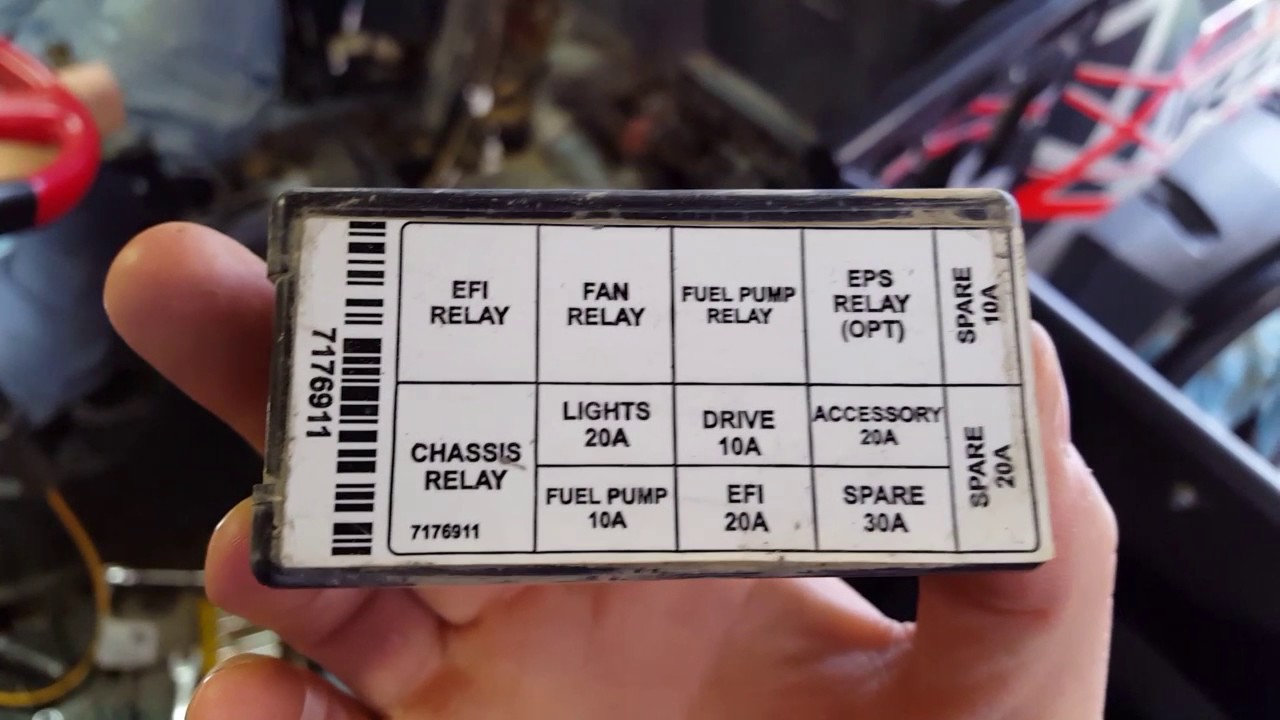 7176911
EFI
RELAY
FAN
RELAY
FUEL PUMP
RELAY
EPS
RELAY
(OPT)
SPARE
10A
CHASSIS
RELAY
7176911
LIGHTS
20A
DRIVE
10A
ACCESSORY
20A
SPARE
20A
FUEL PUMP
10A
EFI
20A
SPARE
30A